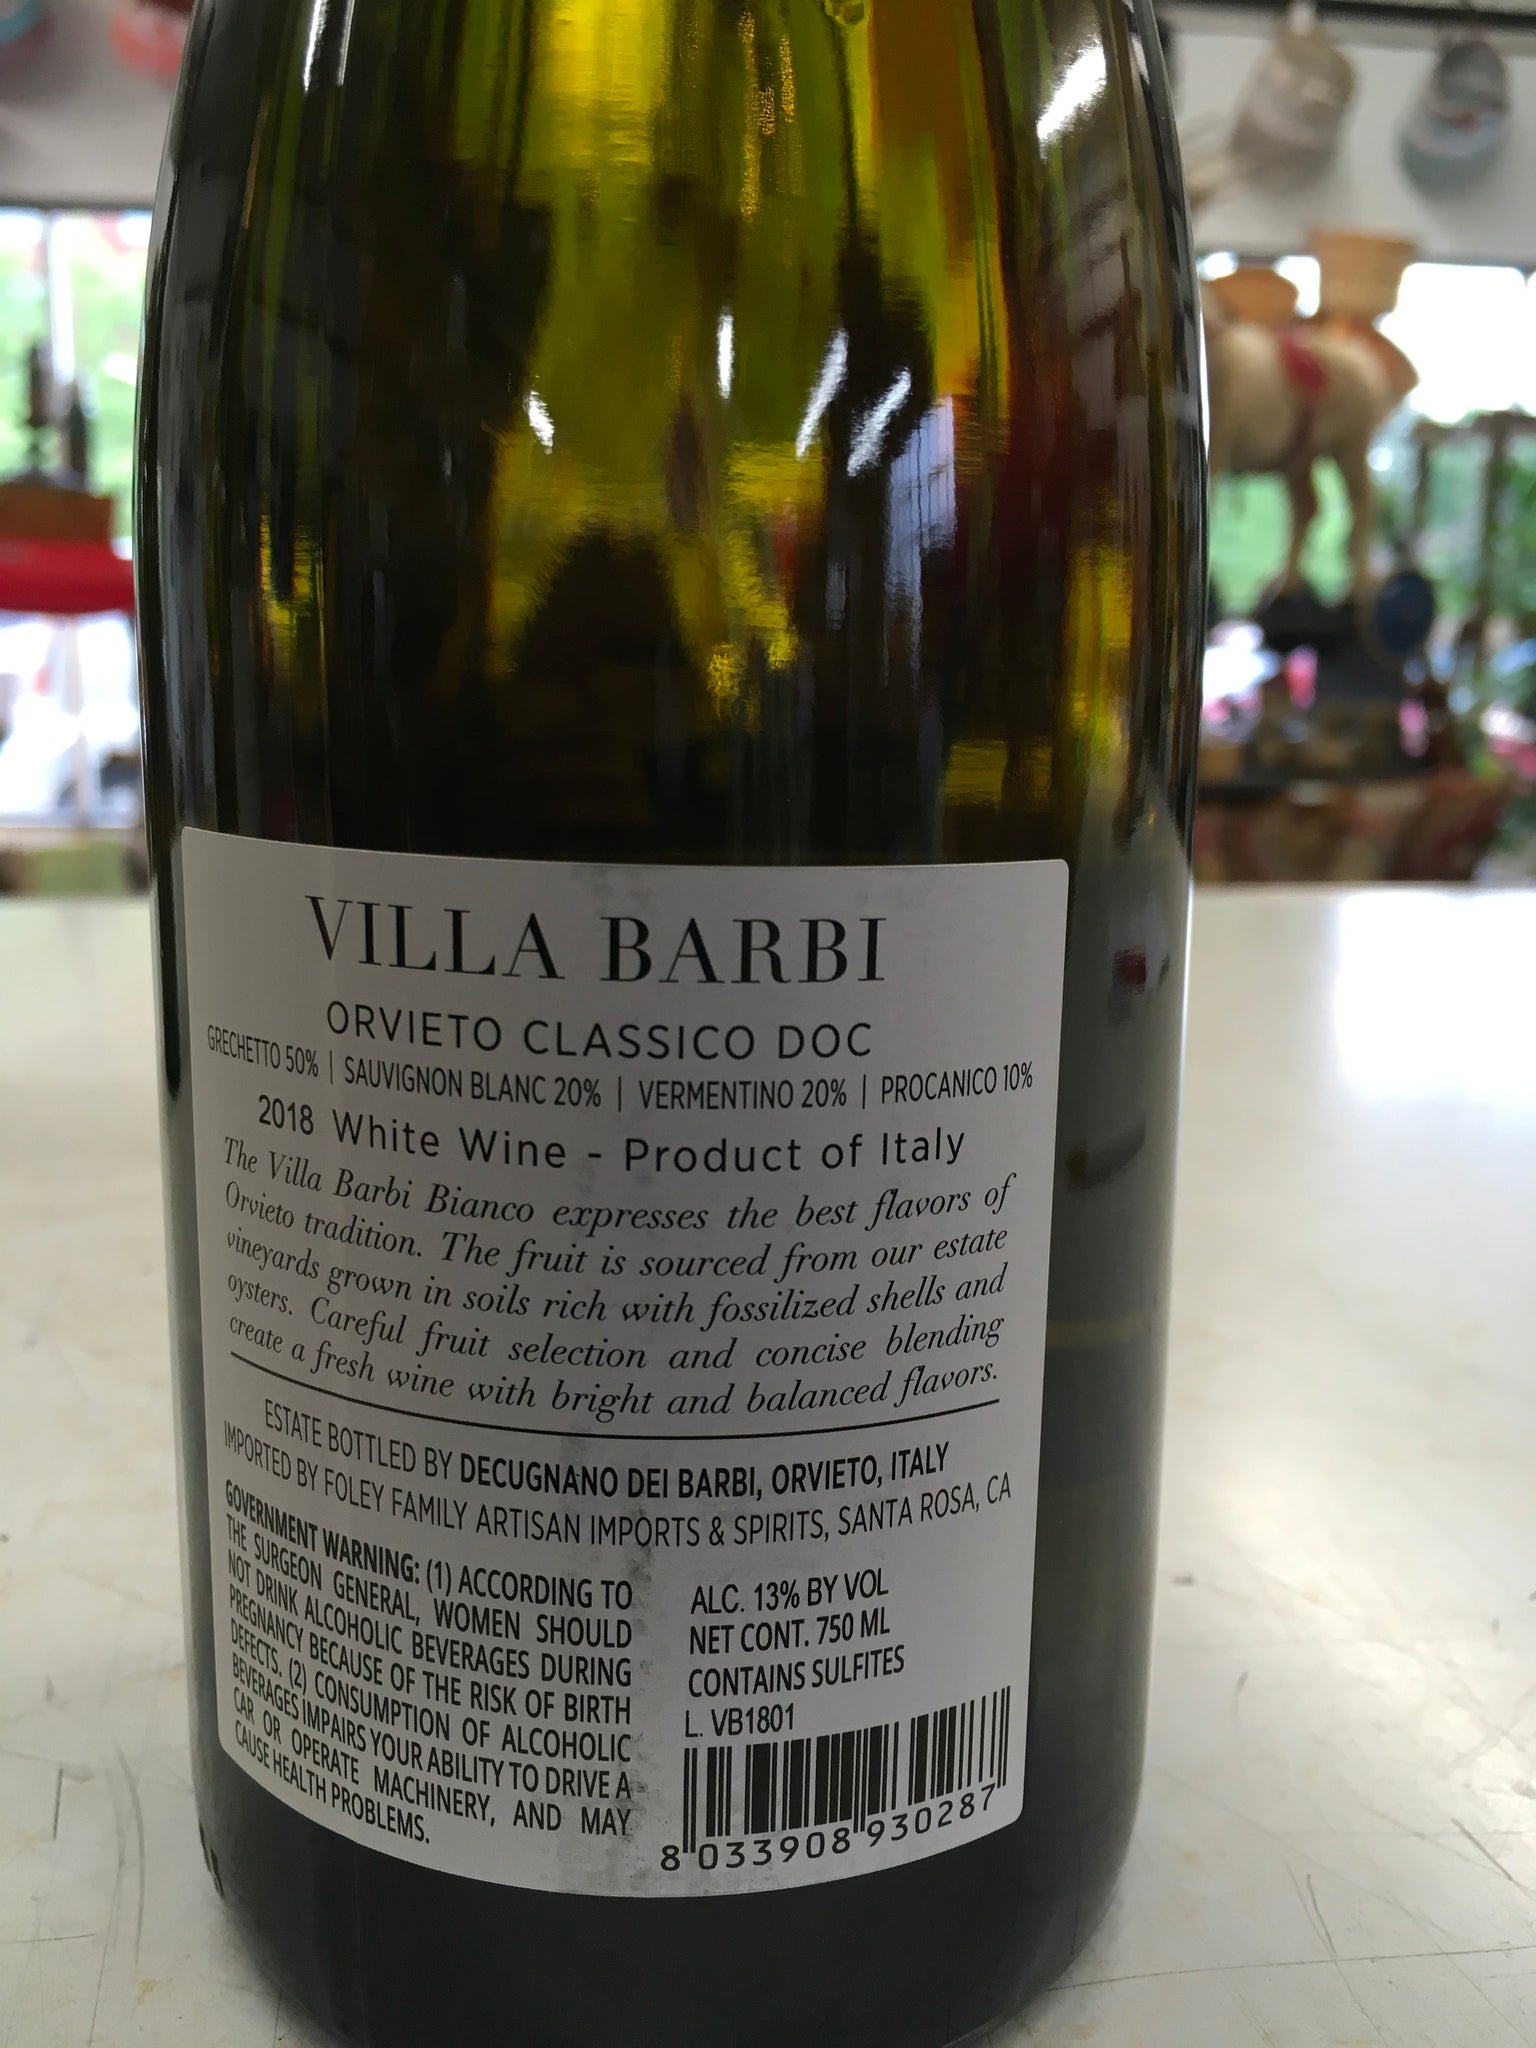 VILLA BARBI
ORVIETO CLASSICO DOC
GRECHETTO 50% | SAUVIGNON BLANC 20% | VERMENTINO 20% | PROCANICO 10%
2018 White Wine - Product of Italy
The Villa Barbi Bianco expresses the best flavors of
Orvieto tradition. The fruit is sourced from our estate
vineyards grown in soils rich with fossilized shells and
oysters. Careful fruit selection and concise blending
create a fresh wine with bright and balanced flavors.
ESTATE BOTTLED BY DECUGNANO DEI BARBI, ORVIETO, ITALY
IMPORTED BY FOLEY FAMILY ARTISAN IMPORTS & SPIRITS, SANTA ROSA, CA
GOVERNMENT WARNING: (1) ACCORDING TO
THE SURGEON GENERAL, WOMEN SHOULD
NOT DRINK ALCOHOLIC BEVERAGES DURING
PREGNANCY BECAUSE OF THE RISK OF BIRTH
DEFECTS. (2) CONSUMPTION OF ALCOHOLIC
BEVERAGES IMPAIRS YOUR ABILITY TO DRIVE A
CAR OR OPERATE MACHINERY, AND MAY
CAUSE HEALTH PROBLEMS.
ALC. 13% BY VOL
NET CONT. 750 ML
CONTAINS SULFITES
L. VB1801
8 033908 930287